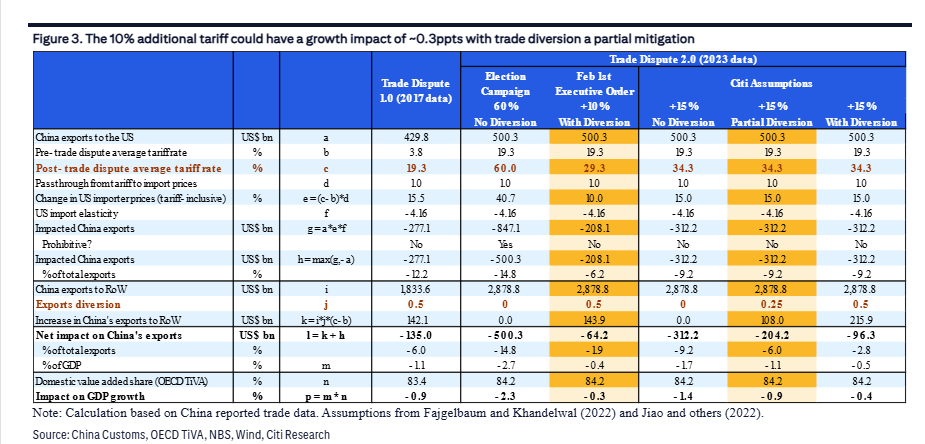 Figure 3. The 10% additional tariff could have a growth impact of ~0.3ppts with trade diversion a partial mitigation
Trade Dispute 2.0 (2023 data)
Trade Dispute 1.0 (2017 data)
Election Campaign 60% No Diversion
Feb 1st Executive Order +10% With Diversion
Citi Assumptions
+15% No Diversion
+15% Partial Diversion
+15% With Diversion
China exports to the US US$ bn a 429.8 500.3 500.3 500.3 500.3 500.3
Pre-trade dispute average tariff rate % b 3.8 19.3 19.3 19.3 19.3 19.3
Post- trade dispute average tariff rate % c 19.3 60.0 29.3 34.3 34.3 34.3
Passthrough from tariff to import prices d 1.0 1.0 1.0 1.0 1.0 1.0
Change in US importer prices (tariff- inclusive) % e=(c-b)*d 15.5 40.7 10.0 15.0 15.0 15.0
US import elasticity f -4.16 -4.16 -4.16 -4.16 -4.16 -4.16
Impacted China exports US$ bn g=a*e*f -277.1 -847.1 -208.1 -312.2 -312.2 -312.2
Prohibitive? No Yes No No No No
Impacted China exports US$ bn h=max(g,-a) -277.1 -500.3 -208.1 -312.2 -312.2 -312.2
% of total exports % -12.2 -14.8 -6.2 -9.2 -9.2 -9.2
China exports to RoW US$ bn i 1,833.6 2,878.8 2,878.8 2,878.8 2,878.8 2,878.8
Exports diversion j 0.5 0 0.5 0 0.25 0.5
Increase in China's exports to RoW US$ bn k=i*j*(c-b) 142.1 0.0 143.9 0.0 108.0 215.9
Net impact on China's exports US$ bn l=k+h -135.0 -500.3 -64.2 -312.2 -204.2 -96.3
% of total exports % -6.0 -14.8 -1.9 -9.2 -6.0 -2.8
% of GDP % m -1.1 -2.7 -0.4 -1.7 -1.1 -0.5
Domestic value added share (OECD TiVA) % n 83.4 84.2 84.2 84.2 84.2 84.2
Impact on GDP growth % p=m*n -0.9 -2.3 -0.3 -1.4 -0.9 -0.4
Note: Calculation based on China reported trade data. Assumptions from Fajgelbaum and Khandelwal (2022) and Jiao and others (2022).
Source: China Customs, OECD TiVA, NBS, Wind, Citi Research